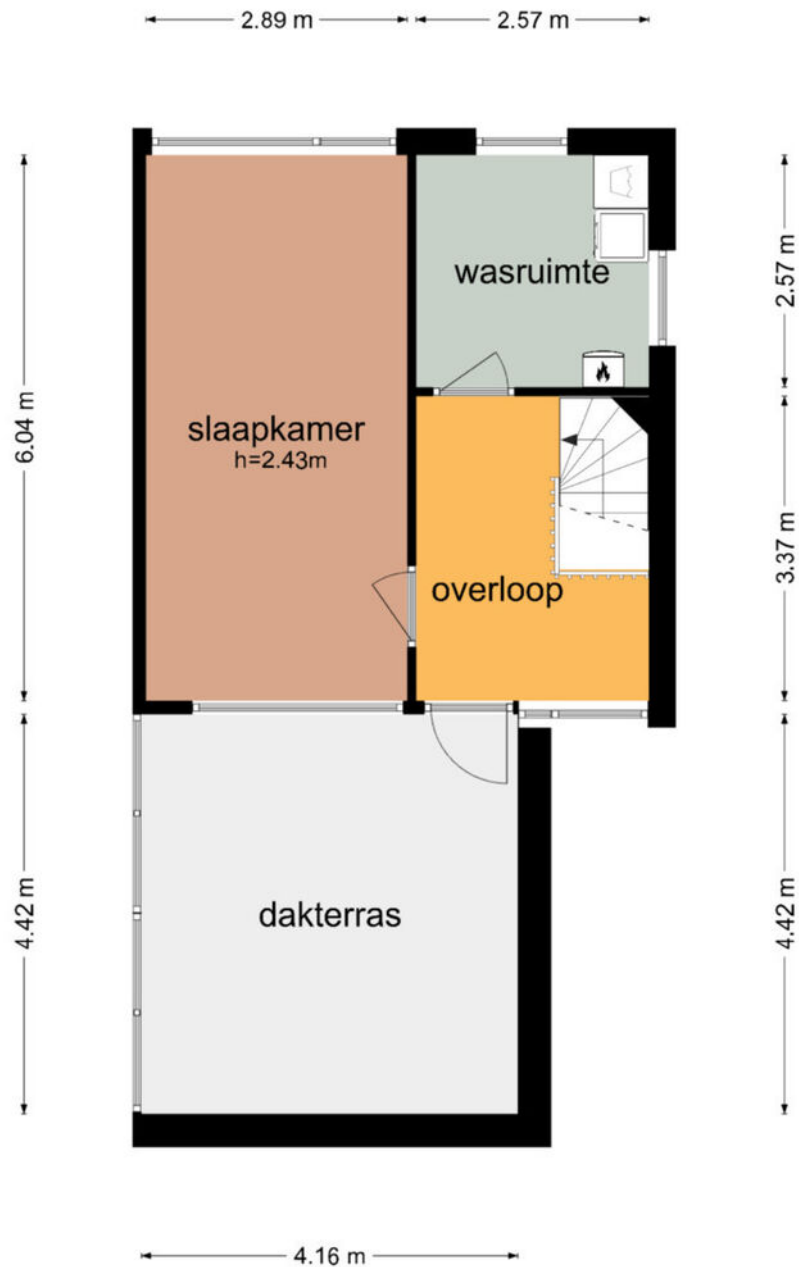 2.89 m
2.57 m
wasruimte
2.57 m
slaapkamer
h=2.43m
6.04 m
3.37 m
overloop
dakterras
4.42 m
4.42 m
4.16 m